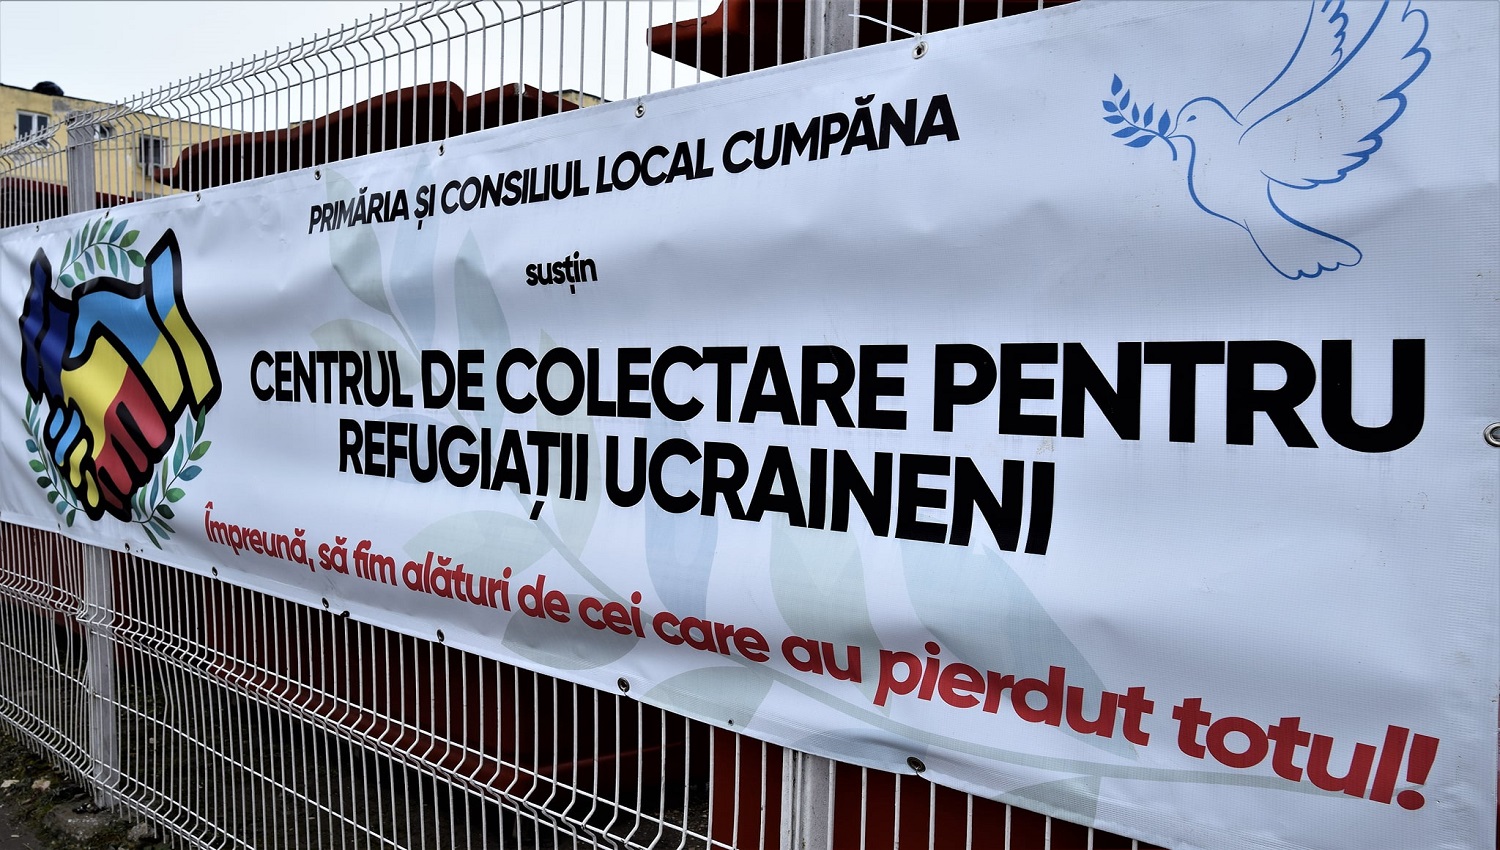 PRIMĂRIA ȘI CONSILIUL LOCAL CUMPĂNA
susțin
CENTRUL DE COLECTARE PENTRU
REFUGIAȚII UCRAINENI
Împreună, să fim alături de cei care au pierdut totul!